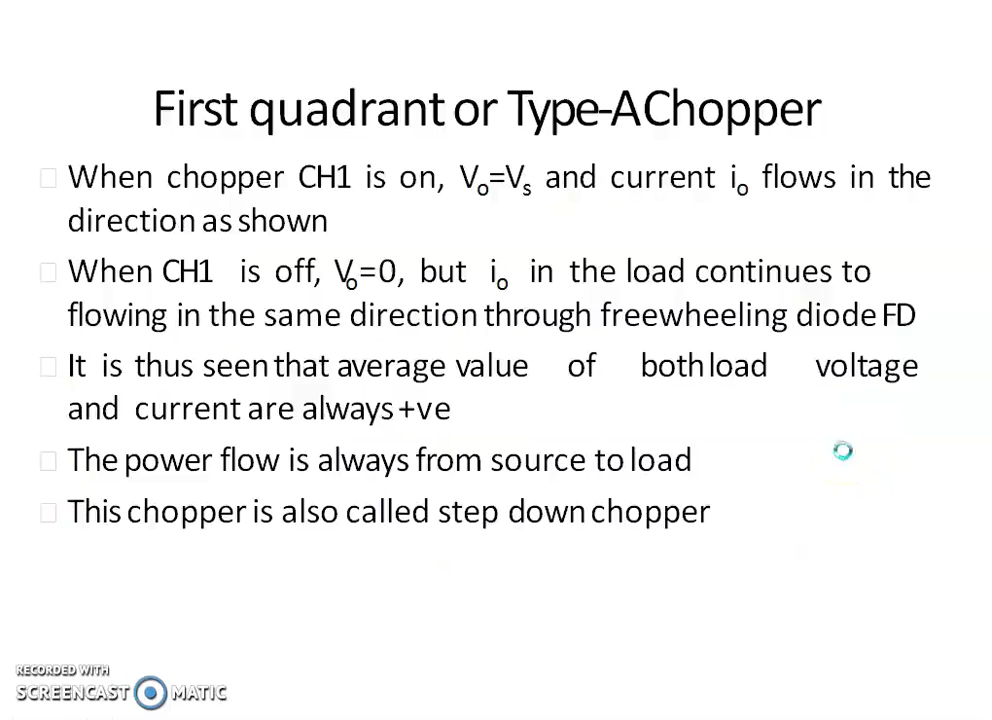 First quadrant or Type-A Chopper
When chopper CH1 is on, Vo=Vs and current io flows in the
direction as shown
When CH1 is off, Vo=0, but io in the load continues to
flowing in the same direction through freewheeling diode FD
It is thus seen that average value of both load voltage
and current are always +ve
The power flow is always from source to load
This chopper is also called step down chopper
RECORDED WITH
SCREENCAST MATIC